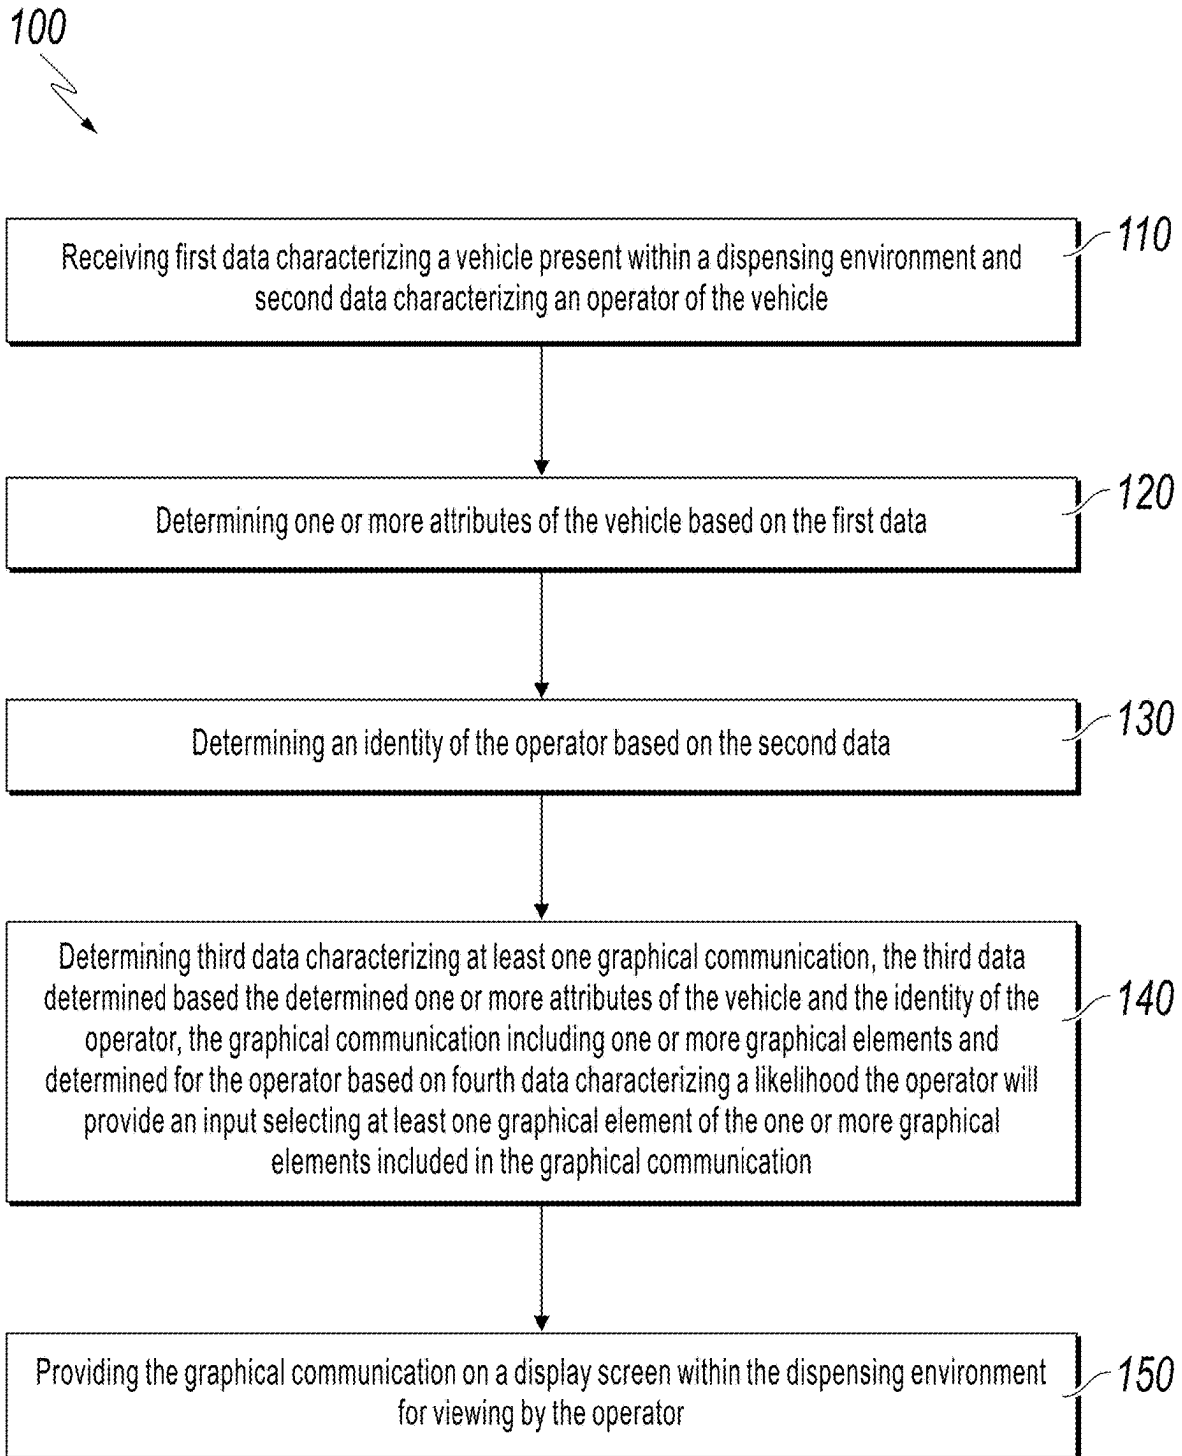 100
Receiving first data characterizing a vehicle present within a dispensing environment and
second data characterizing an operator of the vehicle
110
Determining one or more attributes of the vehicle based on the first data
120
Determining an identity of the operator based on the second data
130
Determining third data characterizing at least one graphical communication, the third data
determined based the determined one or more attributes of the vehicle and the identity of the
operator, the graphical communication including one or more graphical elements and
determined for the operator based on fourth data characterizing a likelihood the operator will
provide an input selecting at least one graphical element of the one or more graphical
elements included in the graphical communication
140
Providing the graphical communication on a display screen within the dispensing environment
for viewing by the operator
150